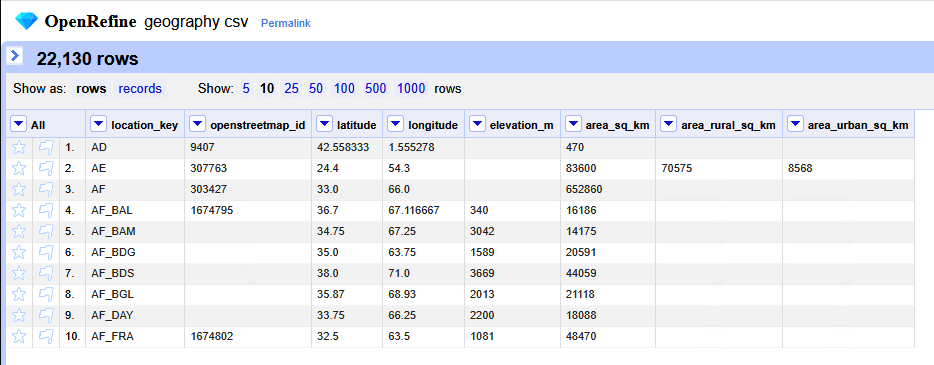 OpenRefine geography csv Permalink
22,130 rows
Show as: rows records Show: 5 10 25 50 100 500 1000 rows
All location_key openstreetmap_id latitude longitude elevation_m area_sq_km area_rural_sq_km area_urban_sq_km
1. AD 9407 42.558333 1.555278 470
2. AE 307763 24.4 54.3 83600 70575 8568
3. AF 303427 33.0 66.0 652860
4. AF_BAL 1674795 36.7 67.116667 340 16186
5. AF_BAM 34.75 67.25 3042 14175
6. AF_BDG 35.0 63.75 1589 20591
7. AF_BDS 38.0 71.0 3669 44059
8. AF_BGL 35.87 68.93 2013 21118
9. AF_DAY 33.75 66.25 2200 18088
10. AF_FRA 1674802 32.5 63.5 1081 48470